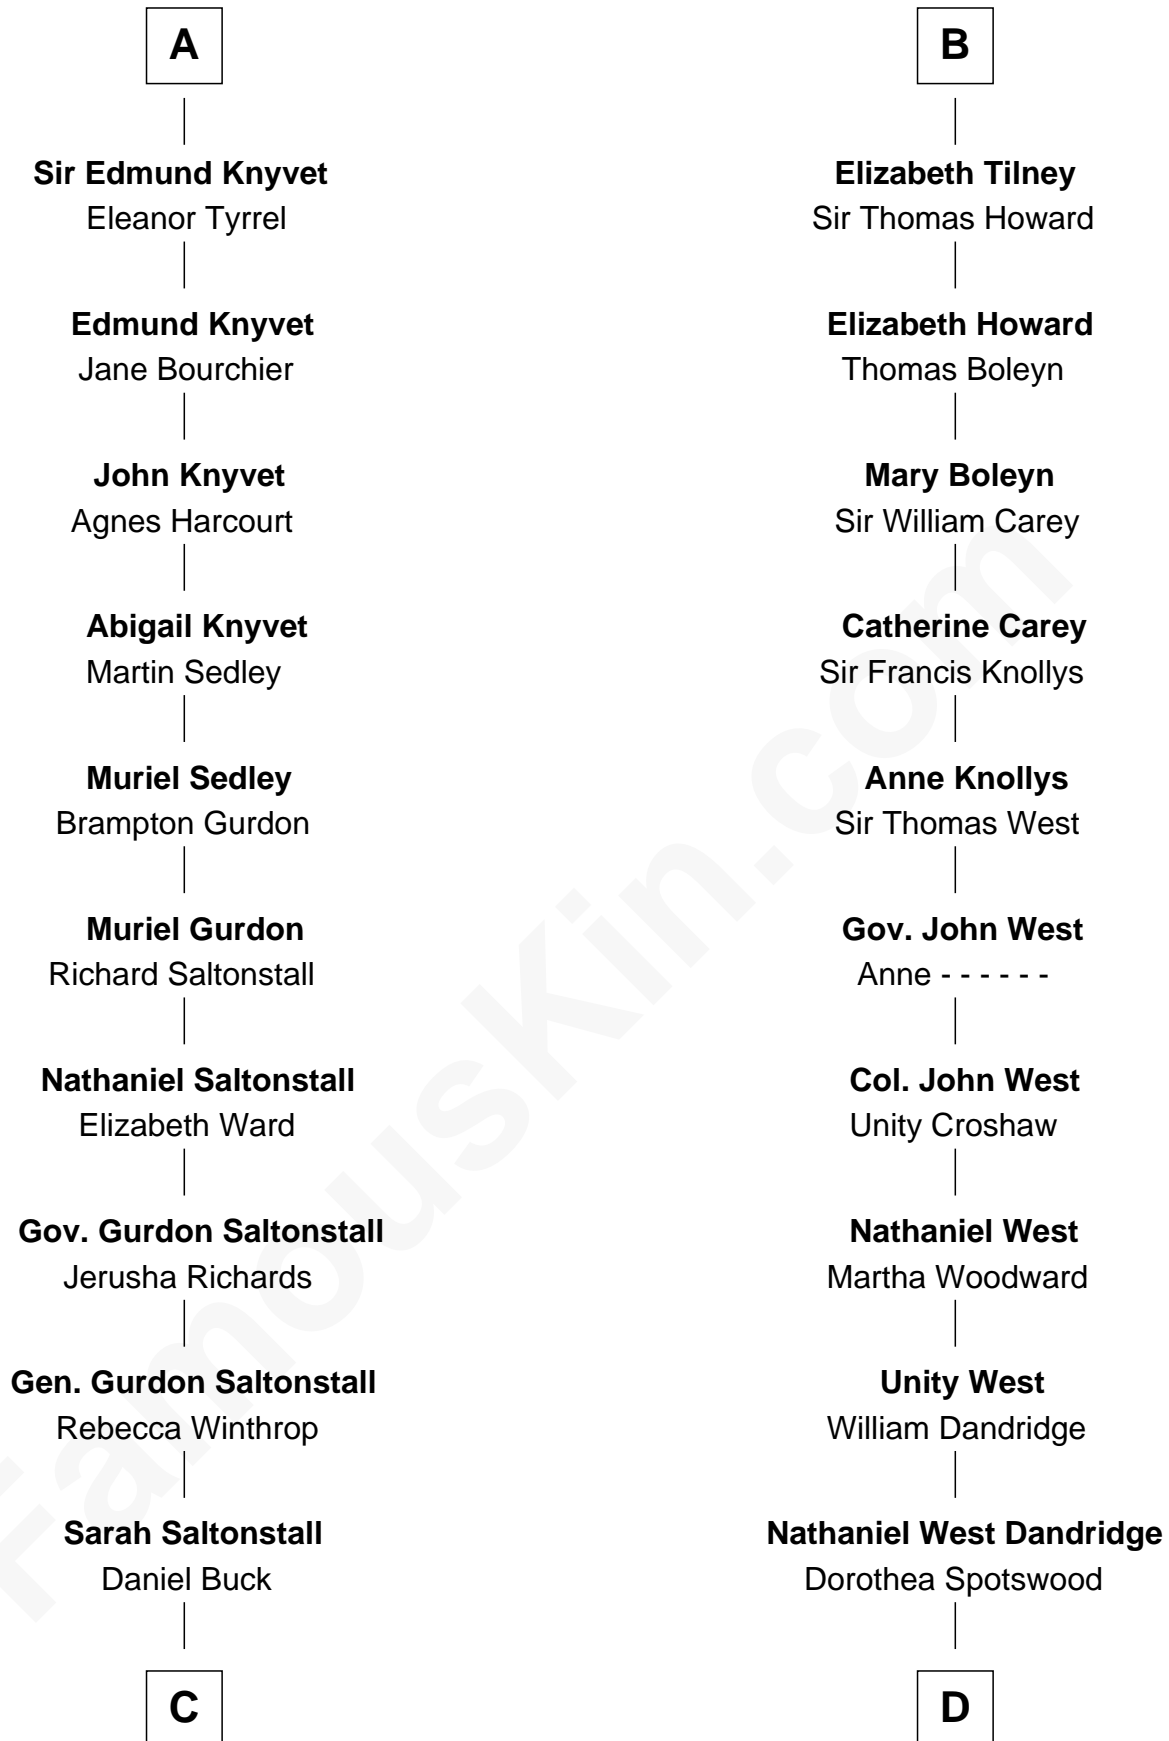 A
Sir Edmund Knyvet
Eleanor Tyrrel
Edmund Knyvet
Jane Bourchier
John Knyvet
Agnes Harcourt
Abigail Knyvet
Martin Sedley
Muriel Sedley
Brampton Gurdon
Muriel Gurdon
Richard Saltonstall
Nathaniel Saltonstall
Elizabeth Ward
Gov. Gurdon Saltonstall
Jerusha Richards
Gen. Gurdon Saltonstall
Rebecca Winthrop
Sarah Saltonstall
Daniel Buck
C
B
Elizabeth Tilney
Sir Thomas Howard
Elizabeth Howard
Thomas Boleyn
Mary Boleyn
Sir William Carey
Catherine Carey
Sir Francis Knollys
Anne Knollys
Sir Thomas West
Gov. John West
Anne - - - - - -
Col. John West
Unity Croshaw
Nathaniel West
Martha Woodward
Unity West
William Dandridge
Nathaniel West Dandridge
Dorothea Spotswood
D
FamousKin.com